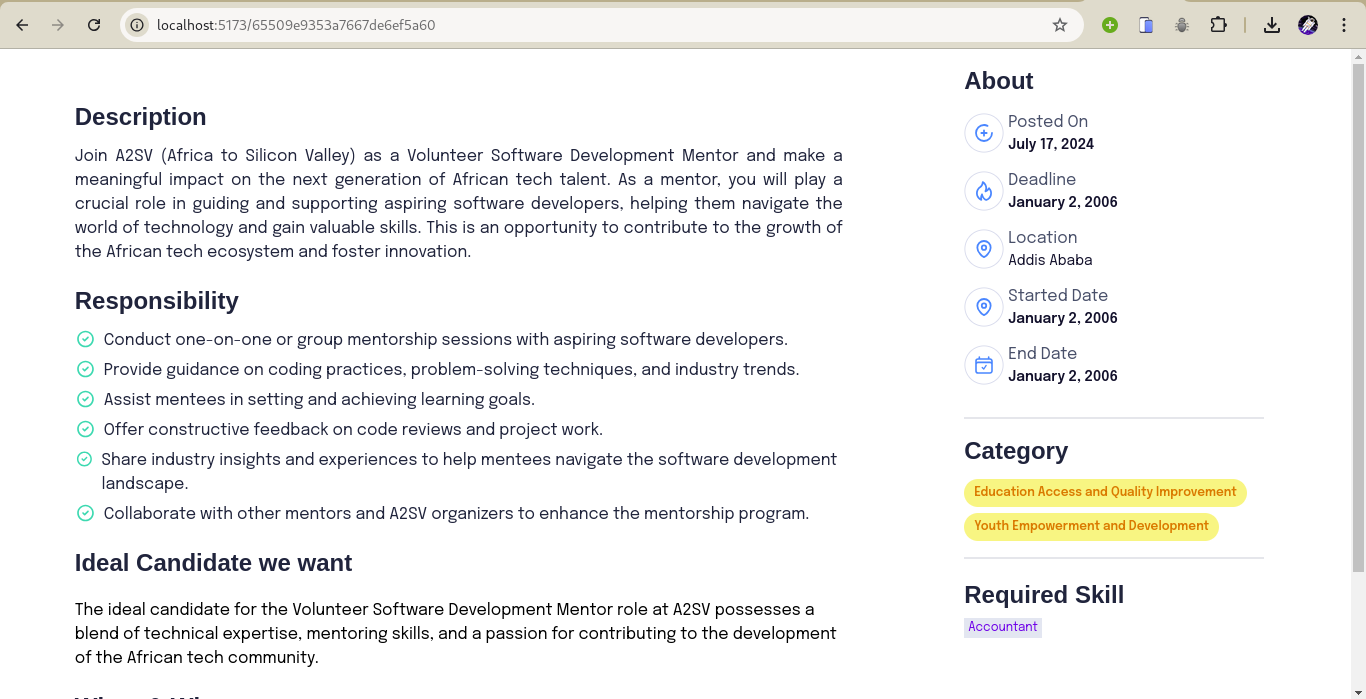 localhost:5173/65509e9353a7667de6ef5a60
Description
Join A2SV (Africa to Silicon Valley) as a Volunteer Software Development Mentor and make a
meaningful impact on the next generation of African tech talent. As a mentor, you will play a
crucial role in guiding and supporting aspiring software developers, helping them navigate the
world of technology and gain valuable skills. This is an opportunity to contribute to the growth of
the African tech ecosystem and foster innovation.
Responsibility
Conduct one-on-one or group mentorship sessions with aspiring software developers.
Provide guidance on coding practices, problem-solving techniques, and industry trends.
Assist mentees in setting and achieving learning goals.
Offer constructive feedback on code reviews and project work.
Share industry insights and experiences to help mentees navigate the software development
landscape.
Collaborate with other mentors and A2SV organizers to enhance the mentorship program.
Ideal Candidate we want
The ideal candidate for the Volunteer Software Development Mentor role at A2SV possesses a
blend of technical expertise, mentoring skills, and a passion for contributing to the development
of the African tech community.
About
Posted On
July 17, 2024
Deadline
January 2, 2006
Location
Addis Ababa
Started Date
January 2, 2006
End Date
January 2, 2006
Category
Education Access and Quality Improvement
Youth Empowerment and Development
Required Skill
Accountant